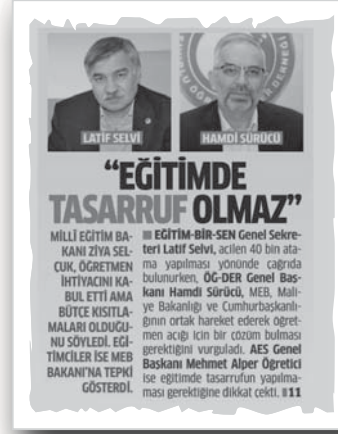 LATİF SELVİ
HAMDİ SÜRÜCÜ
“EĞİTİMDE
TASARRUF OLMAZ”
MİLLÎ EĞİTİM BA-
KANI ZİYA SEL-
ÇUK, ÖĞRETMEN
İHTİYACINI KA-
BUL ETTİ AMA
BÜTÇE KISITLA-
MALARI OLDUĞU-
NU SÖYLEDİ. EĞİ-
TİMCİLER İSE MEB
BAKANI’NA TEPKİ
GÖSTERDİ.
■ EĞİTİM-BİR-SEN Genel Sekre-
teri Latif Selvi, acilen 40 bin ata-
ma yapılması yönünde çağrıda
bulunurken, ÖĞ-DER Genel Baş-
kanı Hamdi Sürücü, MEB, Mali-
ye Bakanlığı ve Cumhurbaşkanlı-
ğının ortak hareket ederek öğret-
men açığı için bir çözüm bulması
gerektiğini vurguladı. AES Genel
Başkanı Mehmet Alper Öğretici
ise eğitimde tasarrufun yapılma-
ması gerektiğine dikkat çekti. ■11